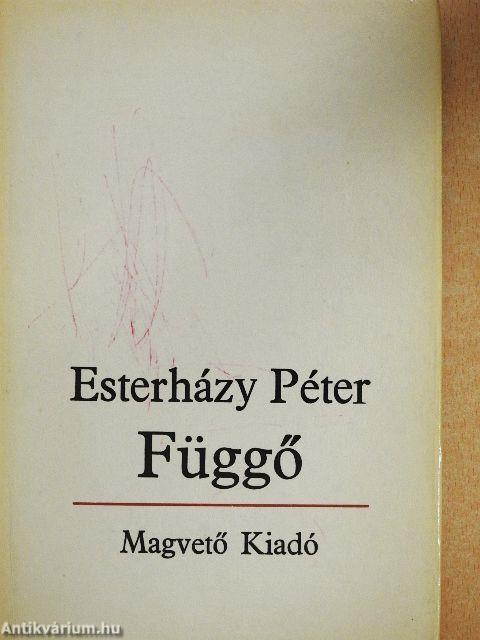 Esterházy Péter
Függő
Magvető Kiadó
Antikvárium.hu